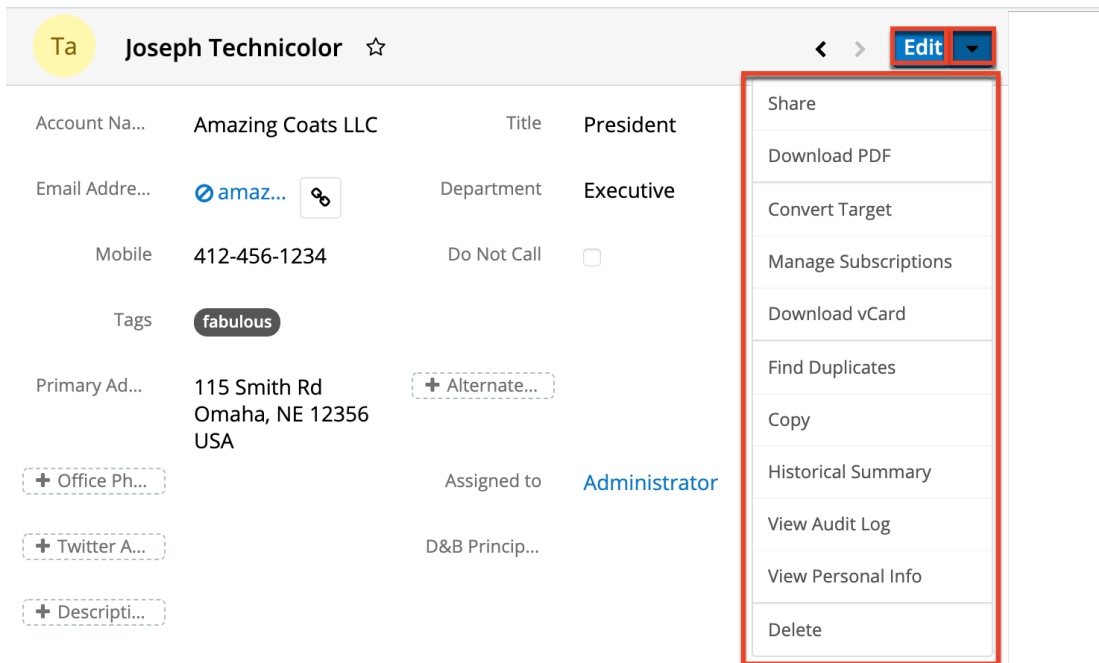 Ta
Joseph Technicolor
Edit
Account Na... Amazing Coats LLC Title President
Email Addre... amaz... Department Executive
Mobile 412-456-1234 Do Not Call
Tags fabulous
Primary Ad... 115 Smith Rd
Omaha, NE 12356
USA
+ Alternate...
+ Office Ph... Assigned to Administrator
+ Twitter A... D&B Princip...
+ Descripti...
Share
Download PDF
Convert Target
Manage Subscriptions
Download vCard
Find Duplicates
Copy
Historical Summary
View Audit Log
View Personal Info
Delete